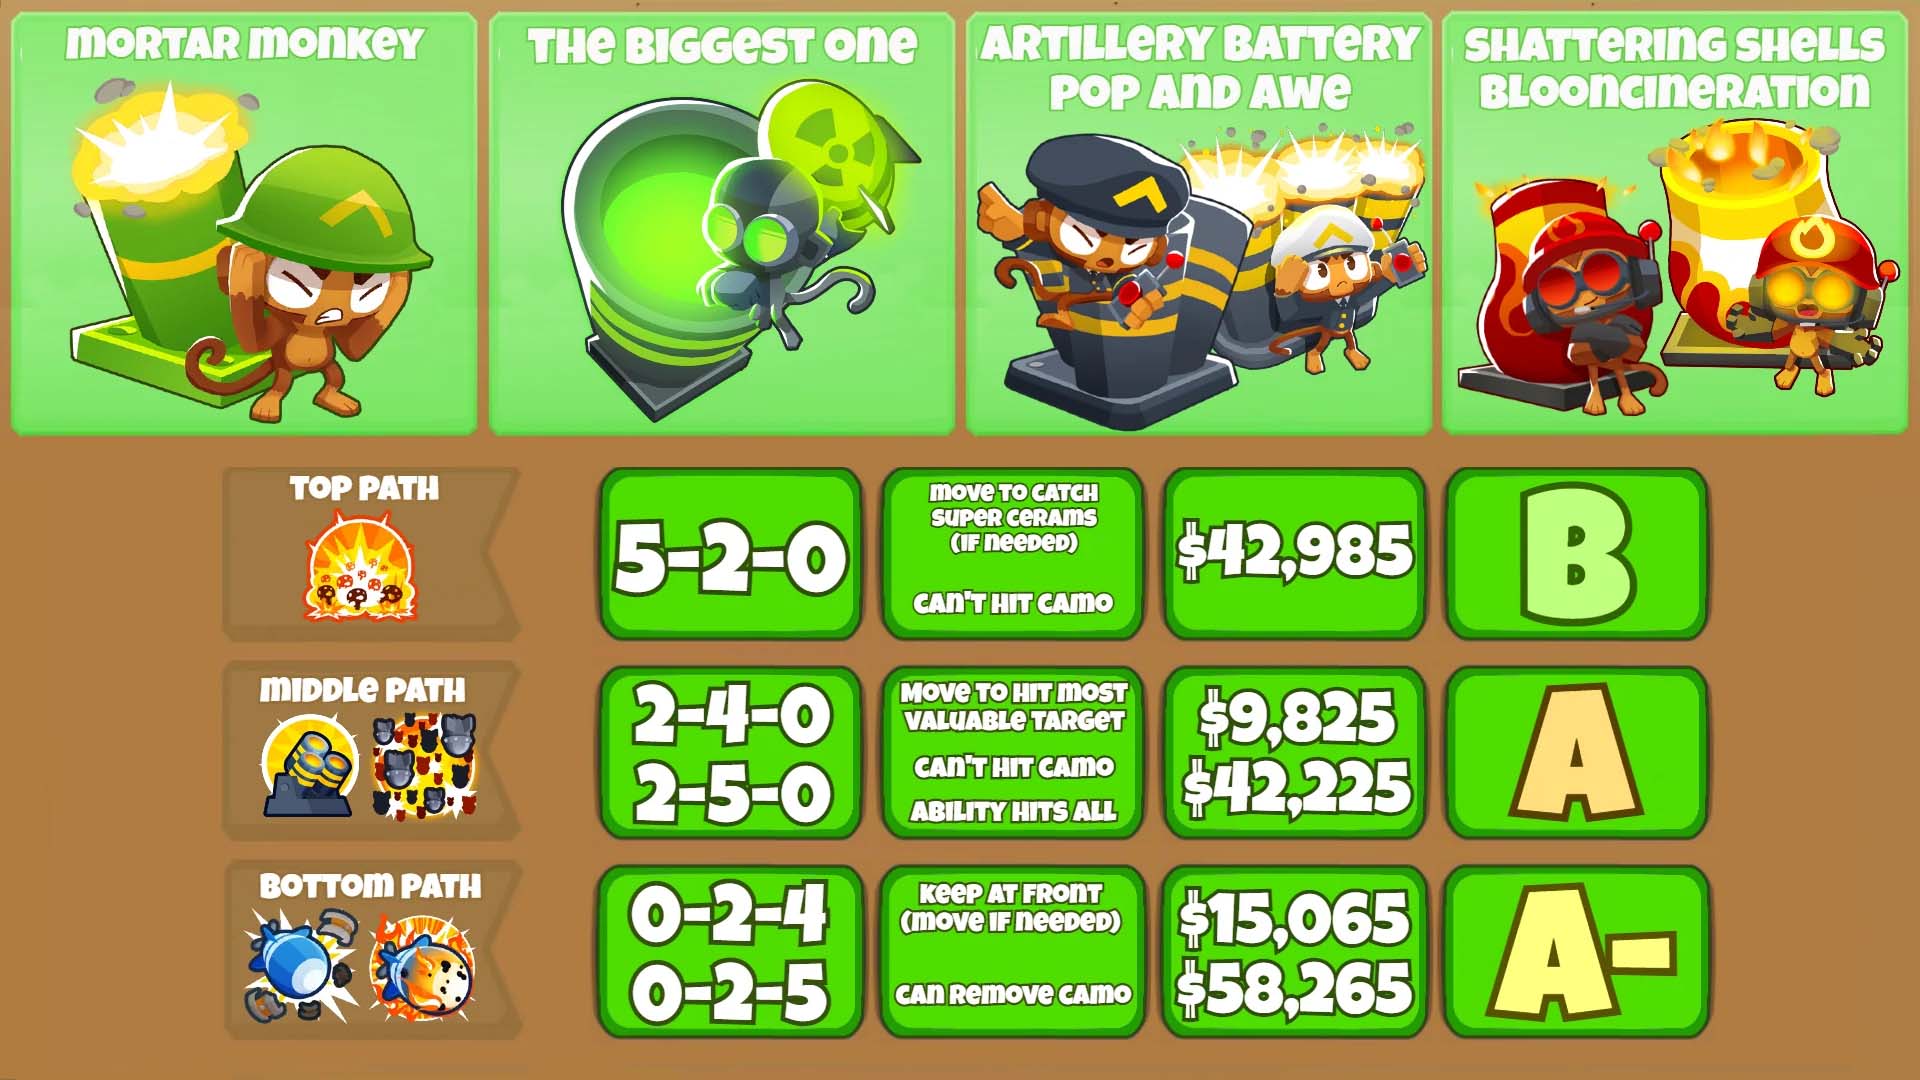 MORTAR MONKEY
THE BIGGEST ONE
ARTILLERY BATTERY
POP AND AWE
SHATTERING SHELLS
BLOONCINERATION
TOP PATH
5-2-0
MOVE TO CATCH
SUPER CERAMS
(IF NEEDED)
CAN'T HIT CAMO
$42,985
B
MIDDLE PATH
2-4-0
2-5-0
MOVE TO HIT MOST
VALUABLE TARGET
CAN'T HIT CAMO
ABILITY HITS ALL
$9,825
$42,225
A
BOTTOM PATH
0-2-4
0-2-5
KEEP AT FRONT
(MOVE IF NEEDED)
CAN REMOVE CAMO
$15,065
$58,265
A-